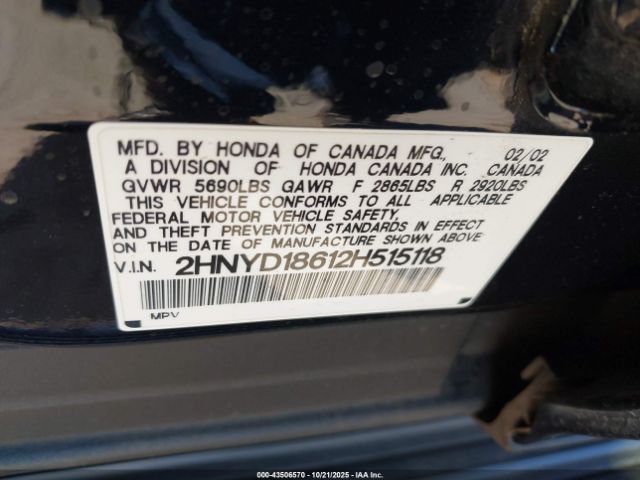 MFD. BY HONDA OF CANADA MFG., 02/02
A DIVISION OF HONDA CANADA INC. CANADA
GVWR 5690LBS GAWR F 2865LBS R 2920LBS
THIS VEHICLE CONFORMS TO ALL APPLICABLE
FEDERAL MOTOR VEHICLE SAFETY,
AND THEFT PREVENTION STANDARDS IN EFFECT
ON THE DATE OF MANUFACTURE SHOWN ABOVE
V.I.N. 2HNYD18612H515118
MPV
000-43506570 | 10/21/2025 | IAA Inc.